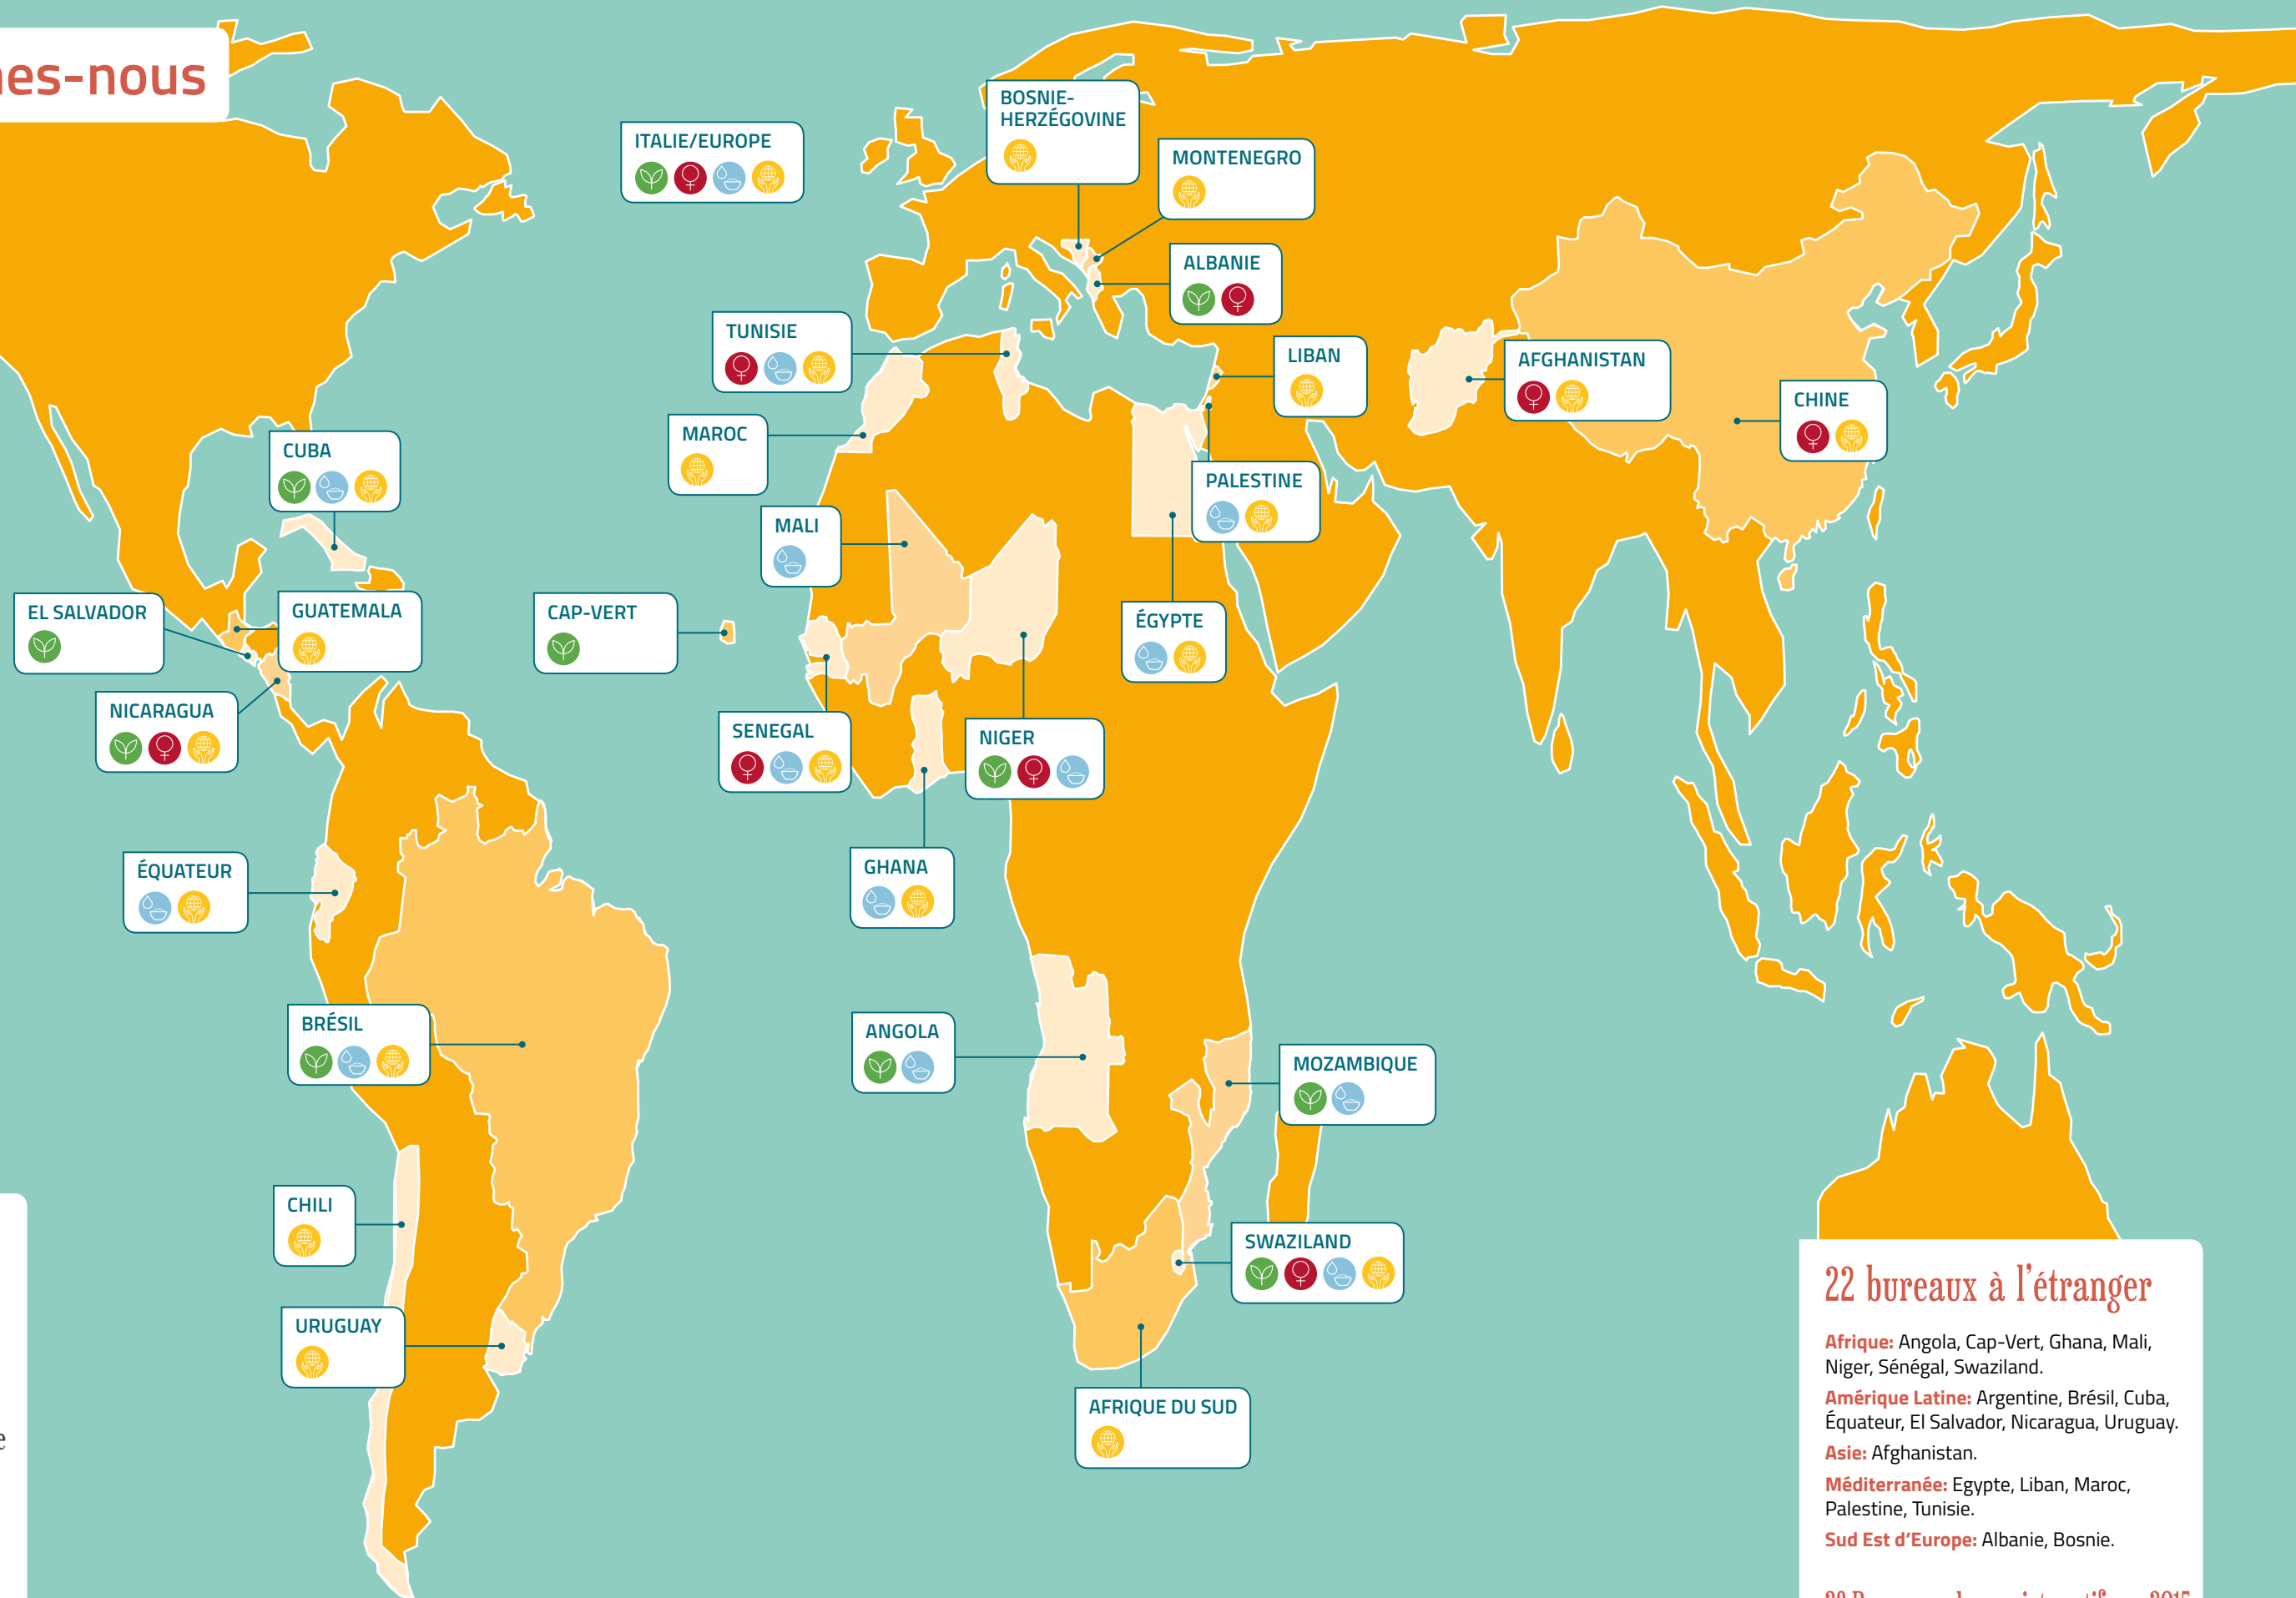 es-nous
BOSNIE-
HERZÉGOVINE
ITALIE/EUROPE
MONTENEGRO
ALBANIE
TUNISIE
LIBAN
AFGHANISTAN
CHINE
MAROC
CUBA
PALESTINE
MALI
EL SALVADOR
GUATEMALA
CAP-VERT
ÉGYPTE
NICARAGUA
SENEGAL
NIGER
ÉQUATEUR
GHANA
BRÉSIL
ANGOLA
MOZAMBIQUE
CHILI
SWAZILAND
URUGUAY
AFRIQUE DU SUD
e
22 bureaux à l'étranger
Afrique: Angola, Cap-Vert, Ghana, Mali,
Niger, Sénégal, Swaziland.
Amérique Latine: Argentine, Brésil, Cuba,
Équateur, El Salvador, Nicaragua, Uruguay.
Asie: Afghanistan.
Méditerranée: Egypte, Liban, Maroc,
Palestine, Tunisie.
Sud Est d’Europe: Albanie, Bosnie.